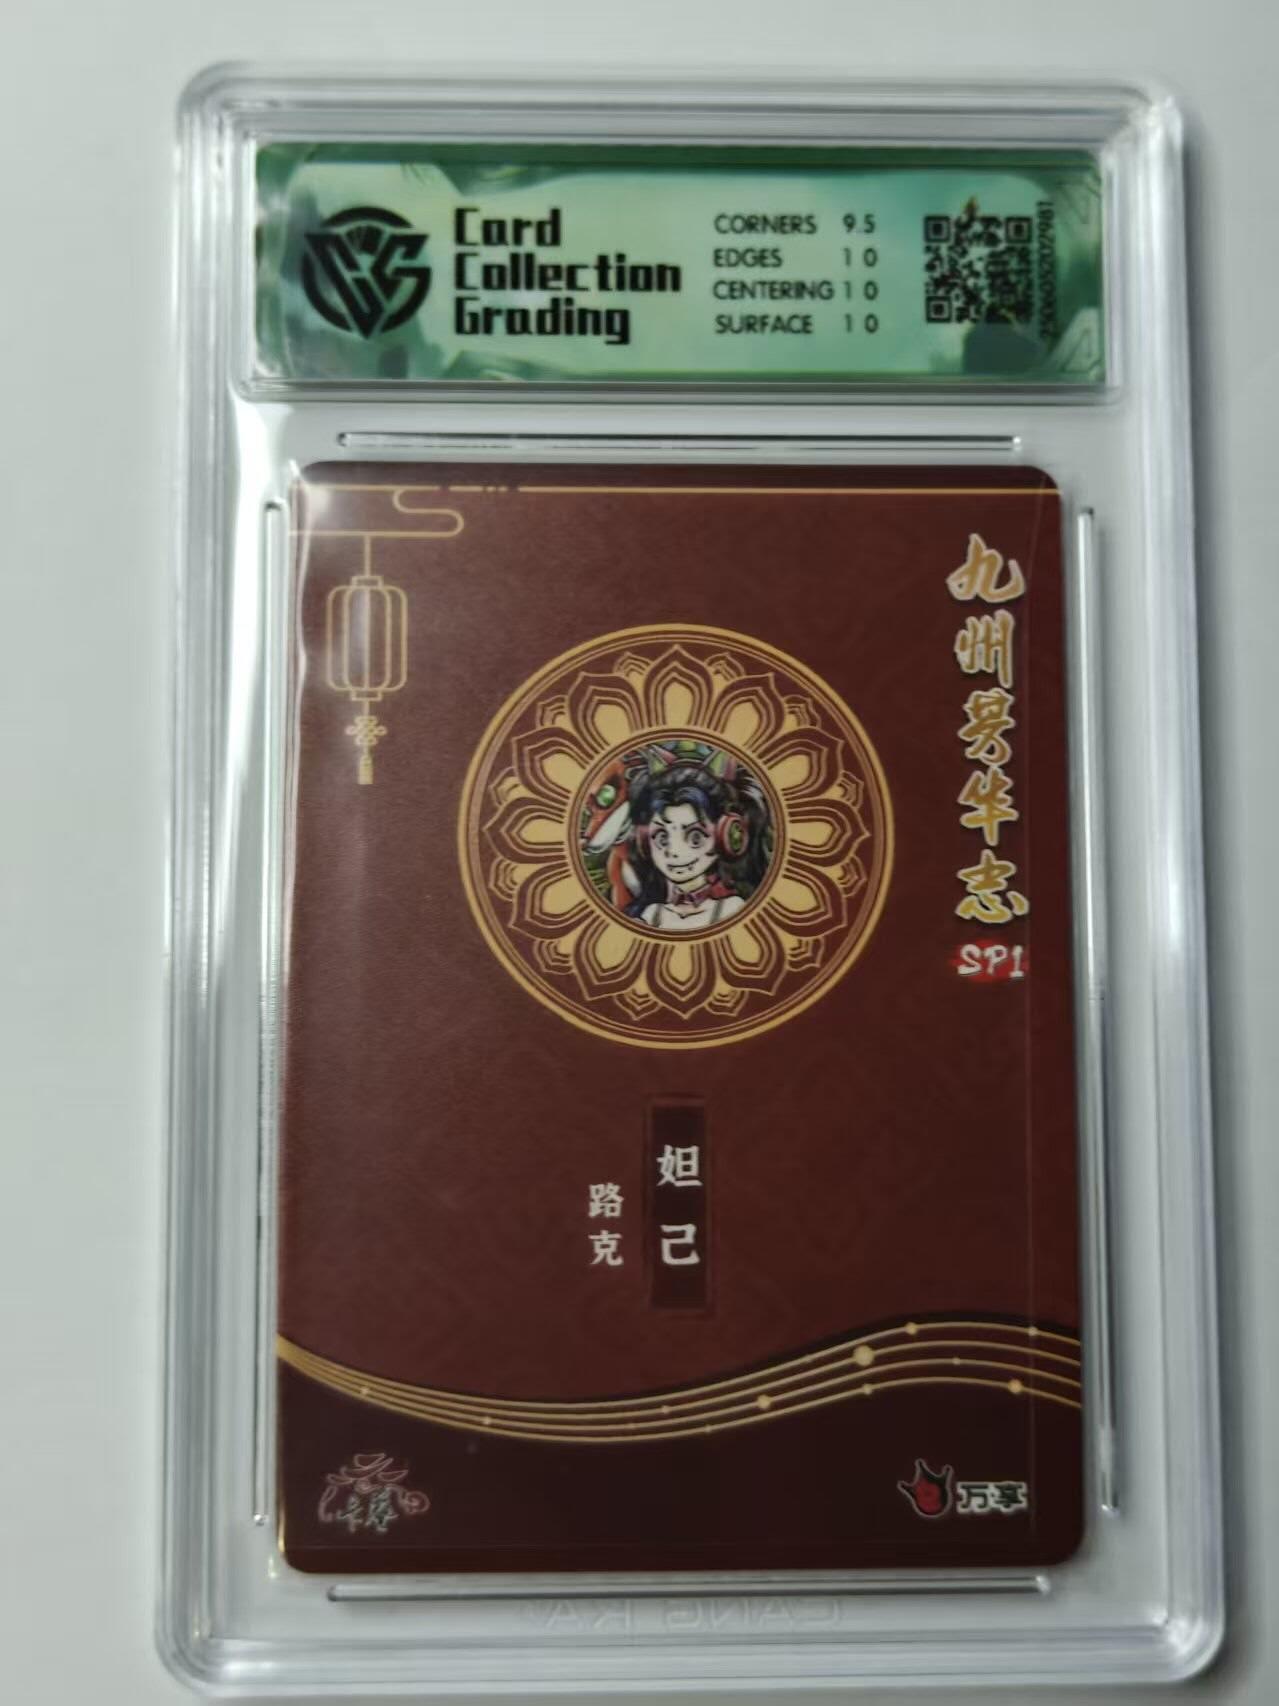 Card
Collection
Grading
CORNERS 9.5
EDGES 10
CENTERING 10
SURFACE 10
九州芳华志
SP1
妲己
路克
万享